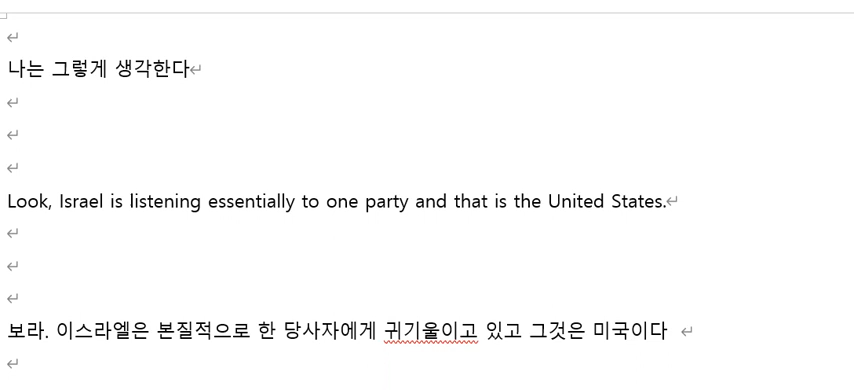 나는 그렇게 생각한다
Look, Israel is listening essentially to one party and that is the United States.
보라. 이스라엘은 본질적으로 한 당사자에게 귀기울이고 있고 그것은 미국이다